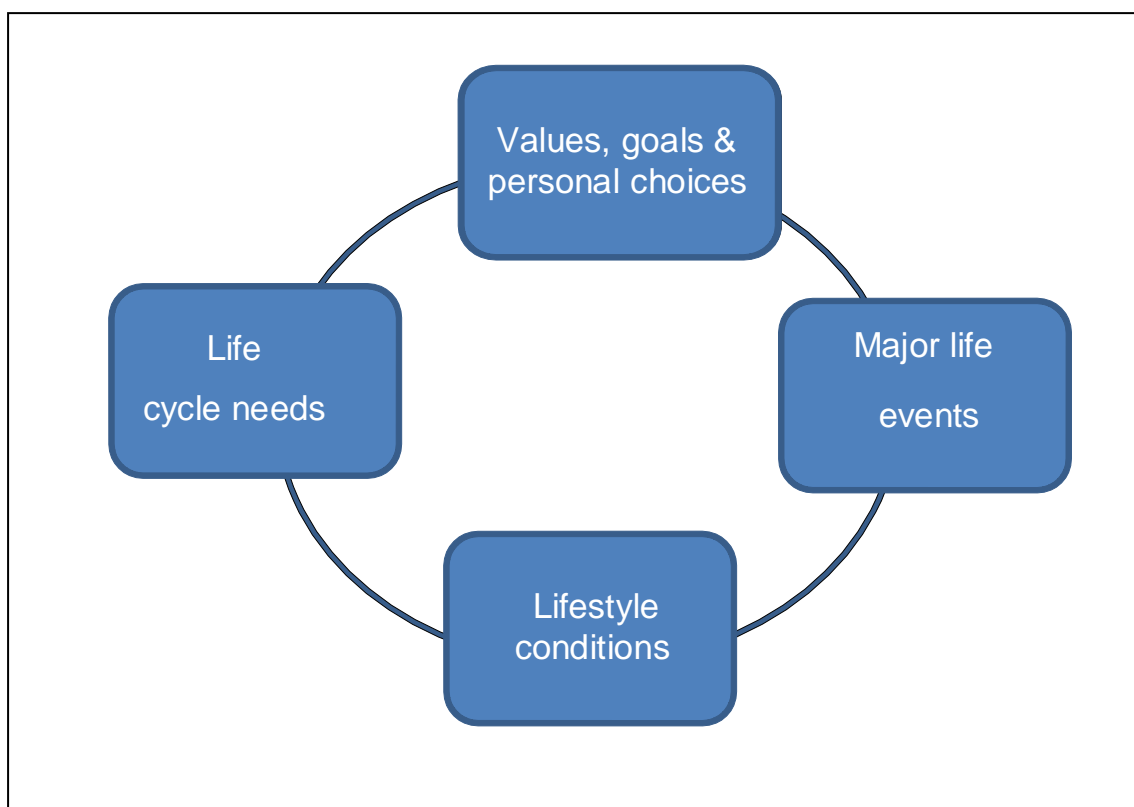 Values, goals &
personal choices
Life
cycle needs
Major life
events
Lifestyle
conditions